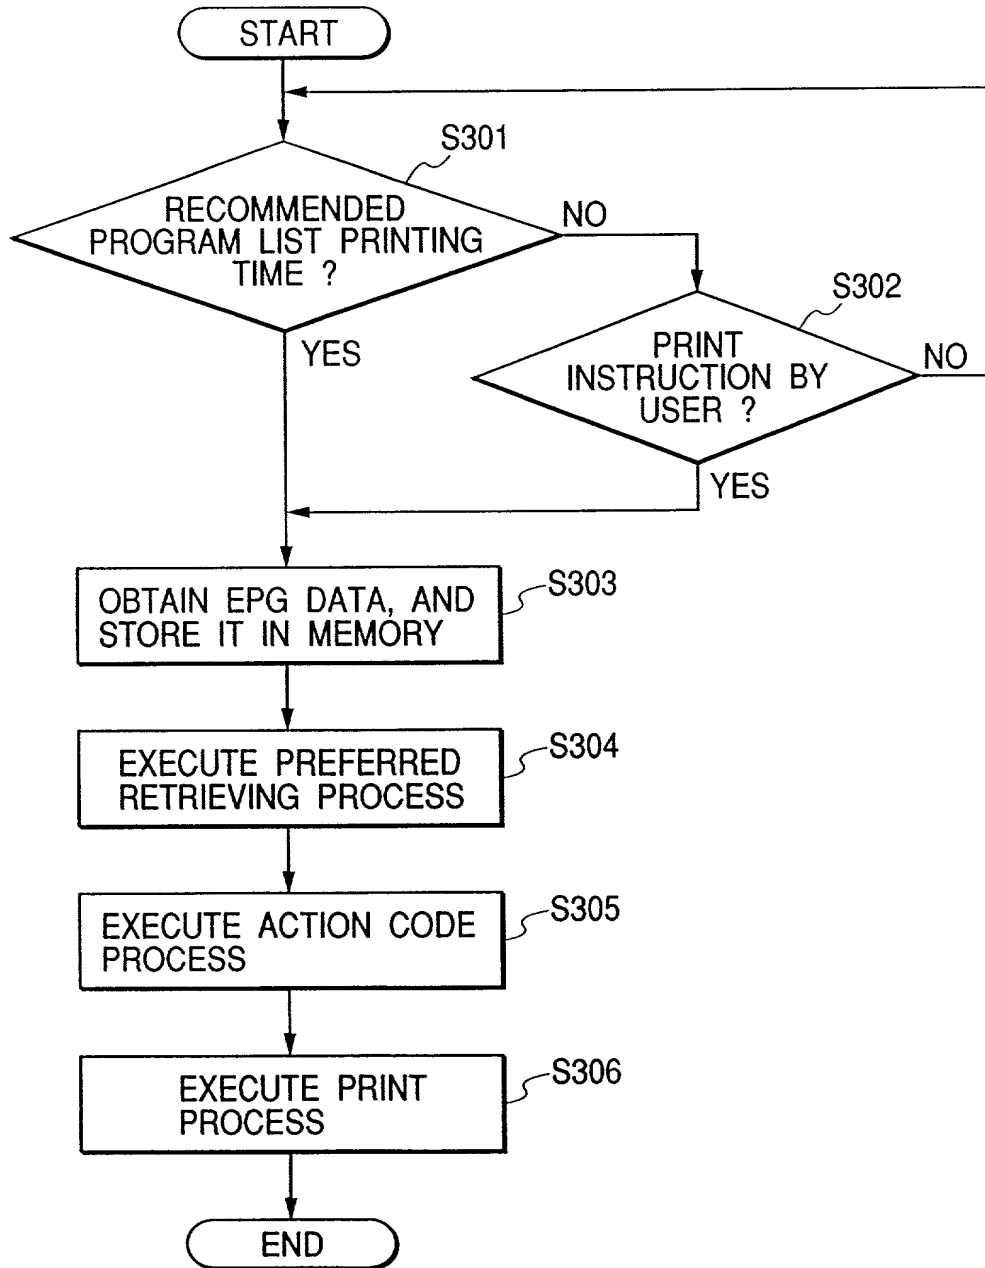 START
S301
RECOMMENDED
PROGRAM LIST PRINTING
TIME ?
NO
YES
S302
PRINT
INSTRUCTION BY
USER ?
NO
YES
S303
OBTAIN EPG DATA, AND
STORE IT IN MEMORY
S304
EXECUTE PREFERRED
RETRIEVING PROCESS
S305
EXECUTE ACTION CODE
PROCESS
S306
EXECUTE PRINT
PROCESS
END